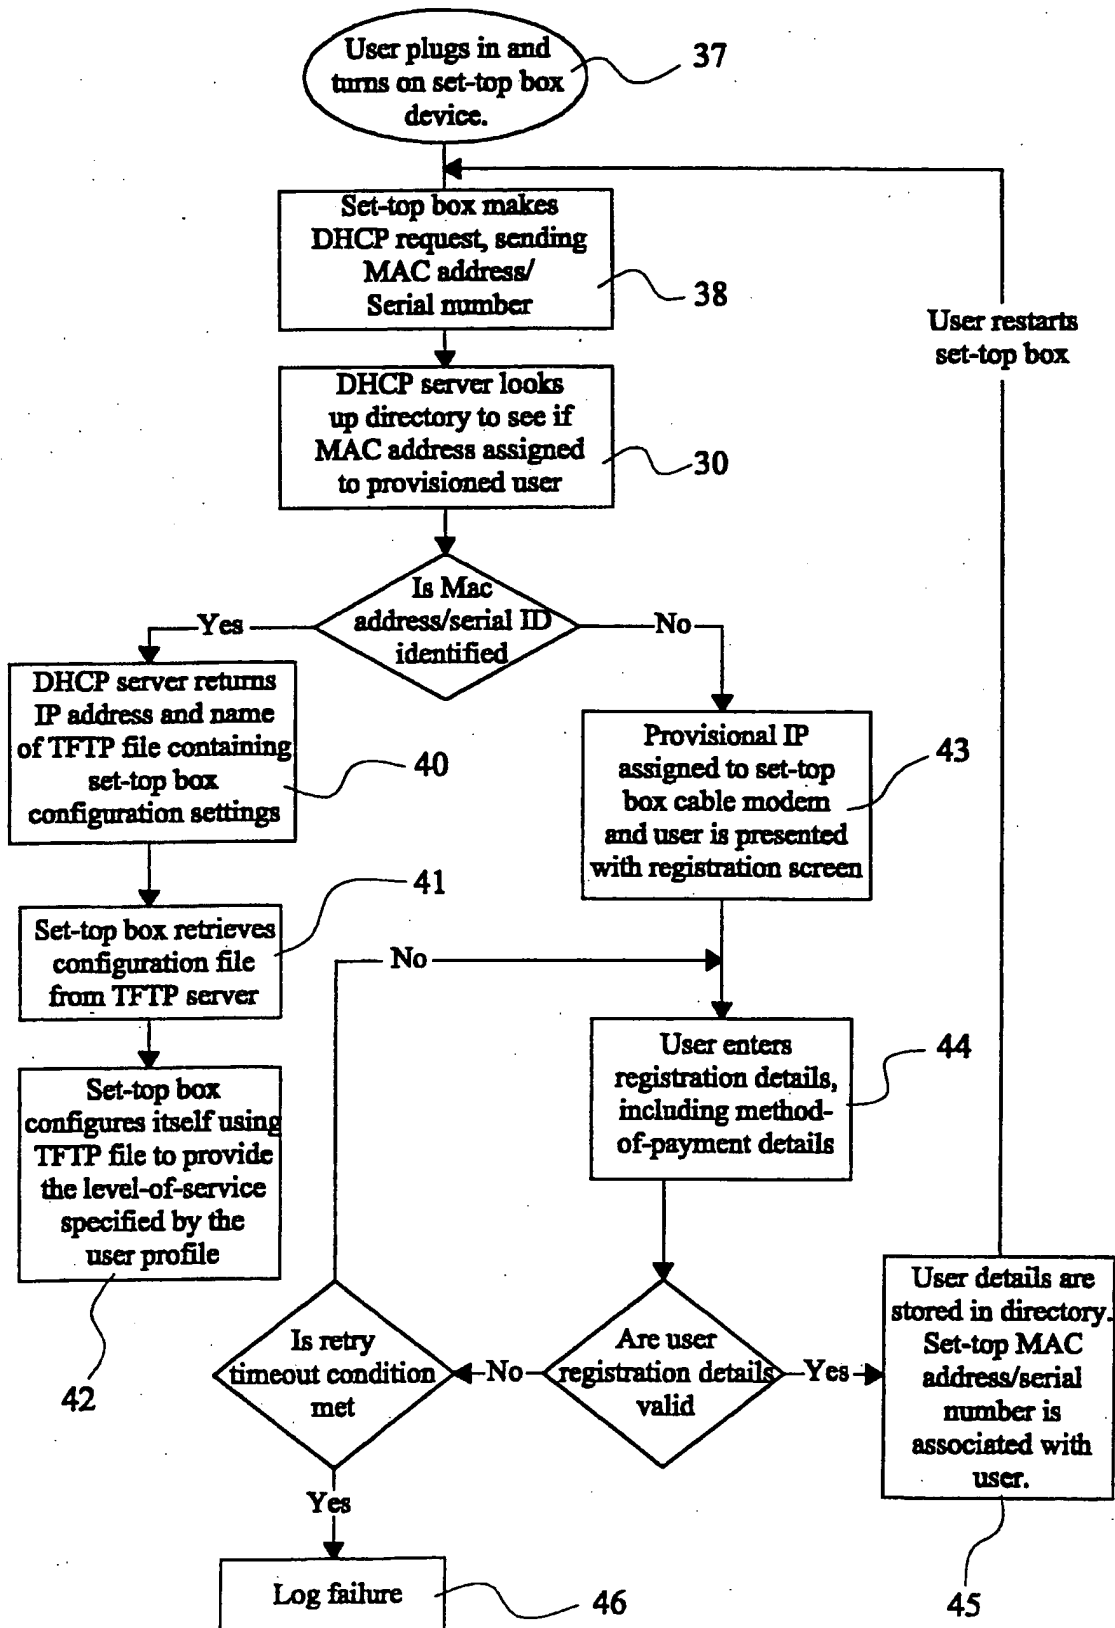 User plugs in and
turns on set-top box
device.
37
Set-top box makes
DHCP request, sending
MAC address/
Serial number
38
User restarts
set-top box
DHCP server looks
up directory to see if
MAC address assigned
to provisioned user
30
Is Mac
address/serial ID
identified
Yes
No
DHCP server returns
IP address and name
of TFTP file containing
set-top box
configuration settings
40
Provisional IP
assigned to set-top
box cable modem
and user is presented
with registration screen
43
Set-top box retrieves
configuration file
from TFTP server
41
No
User enters
registration details,
including method-
of-payment details
44
Set-top box
configures itself using
TFTP file to provide
the level-of-service
specified by the
user profile
42
Is retry
timeout condition
met
No
Are user
registration details
valid
Yes
User details are
stored in directory.
Set-top MAC
address/serial
number is
associated with
user.
45
Yes
Log failure
46